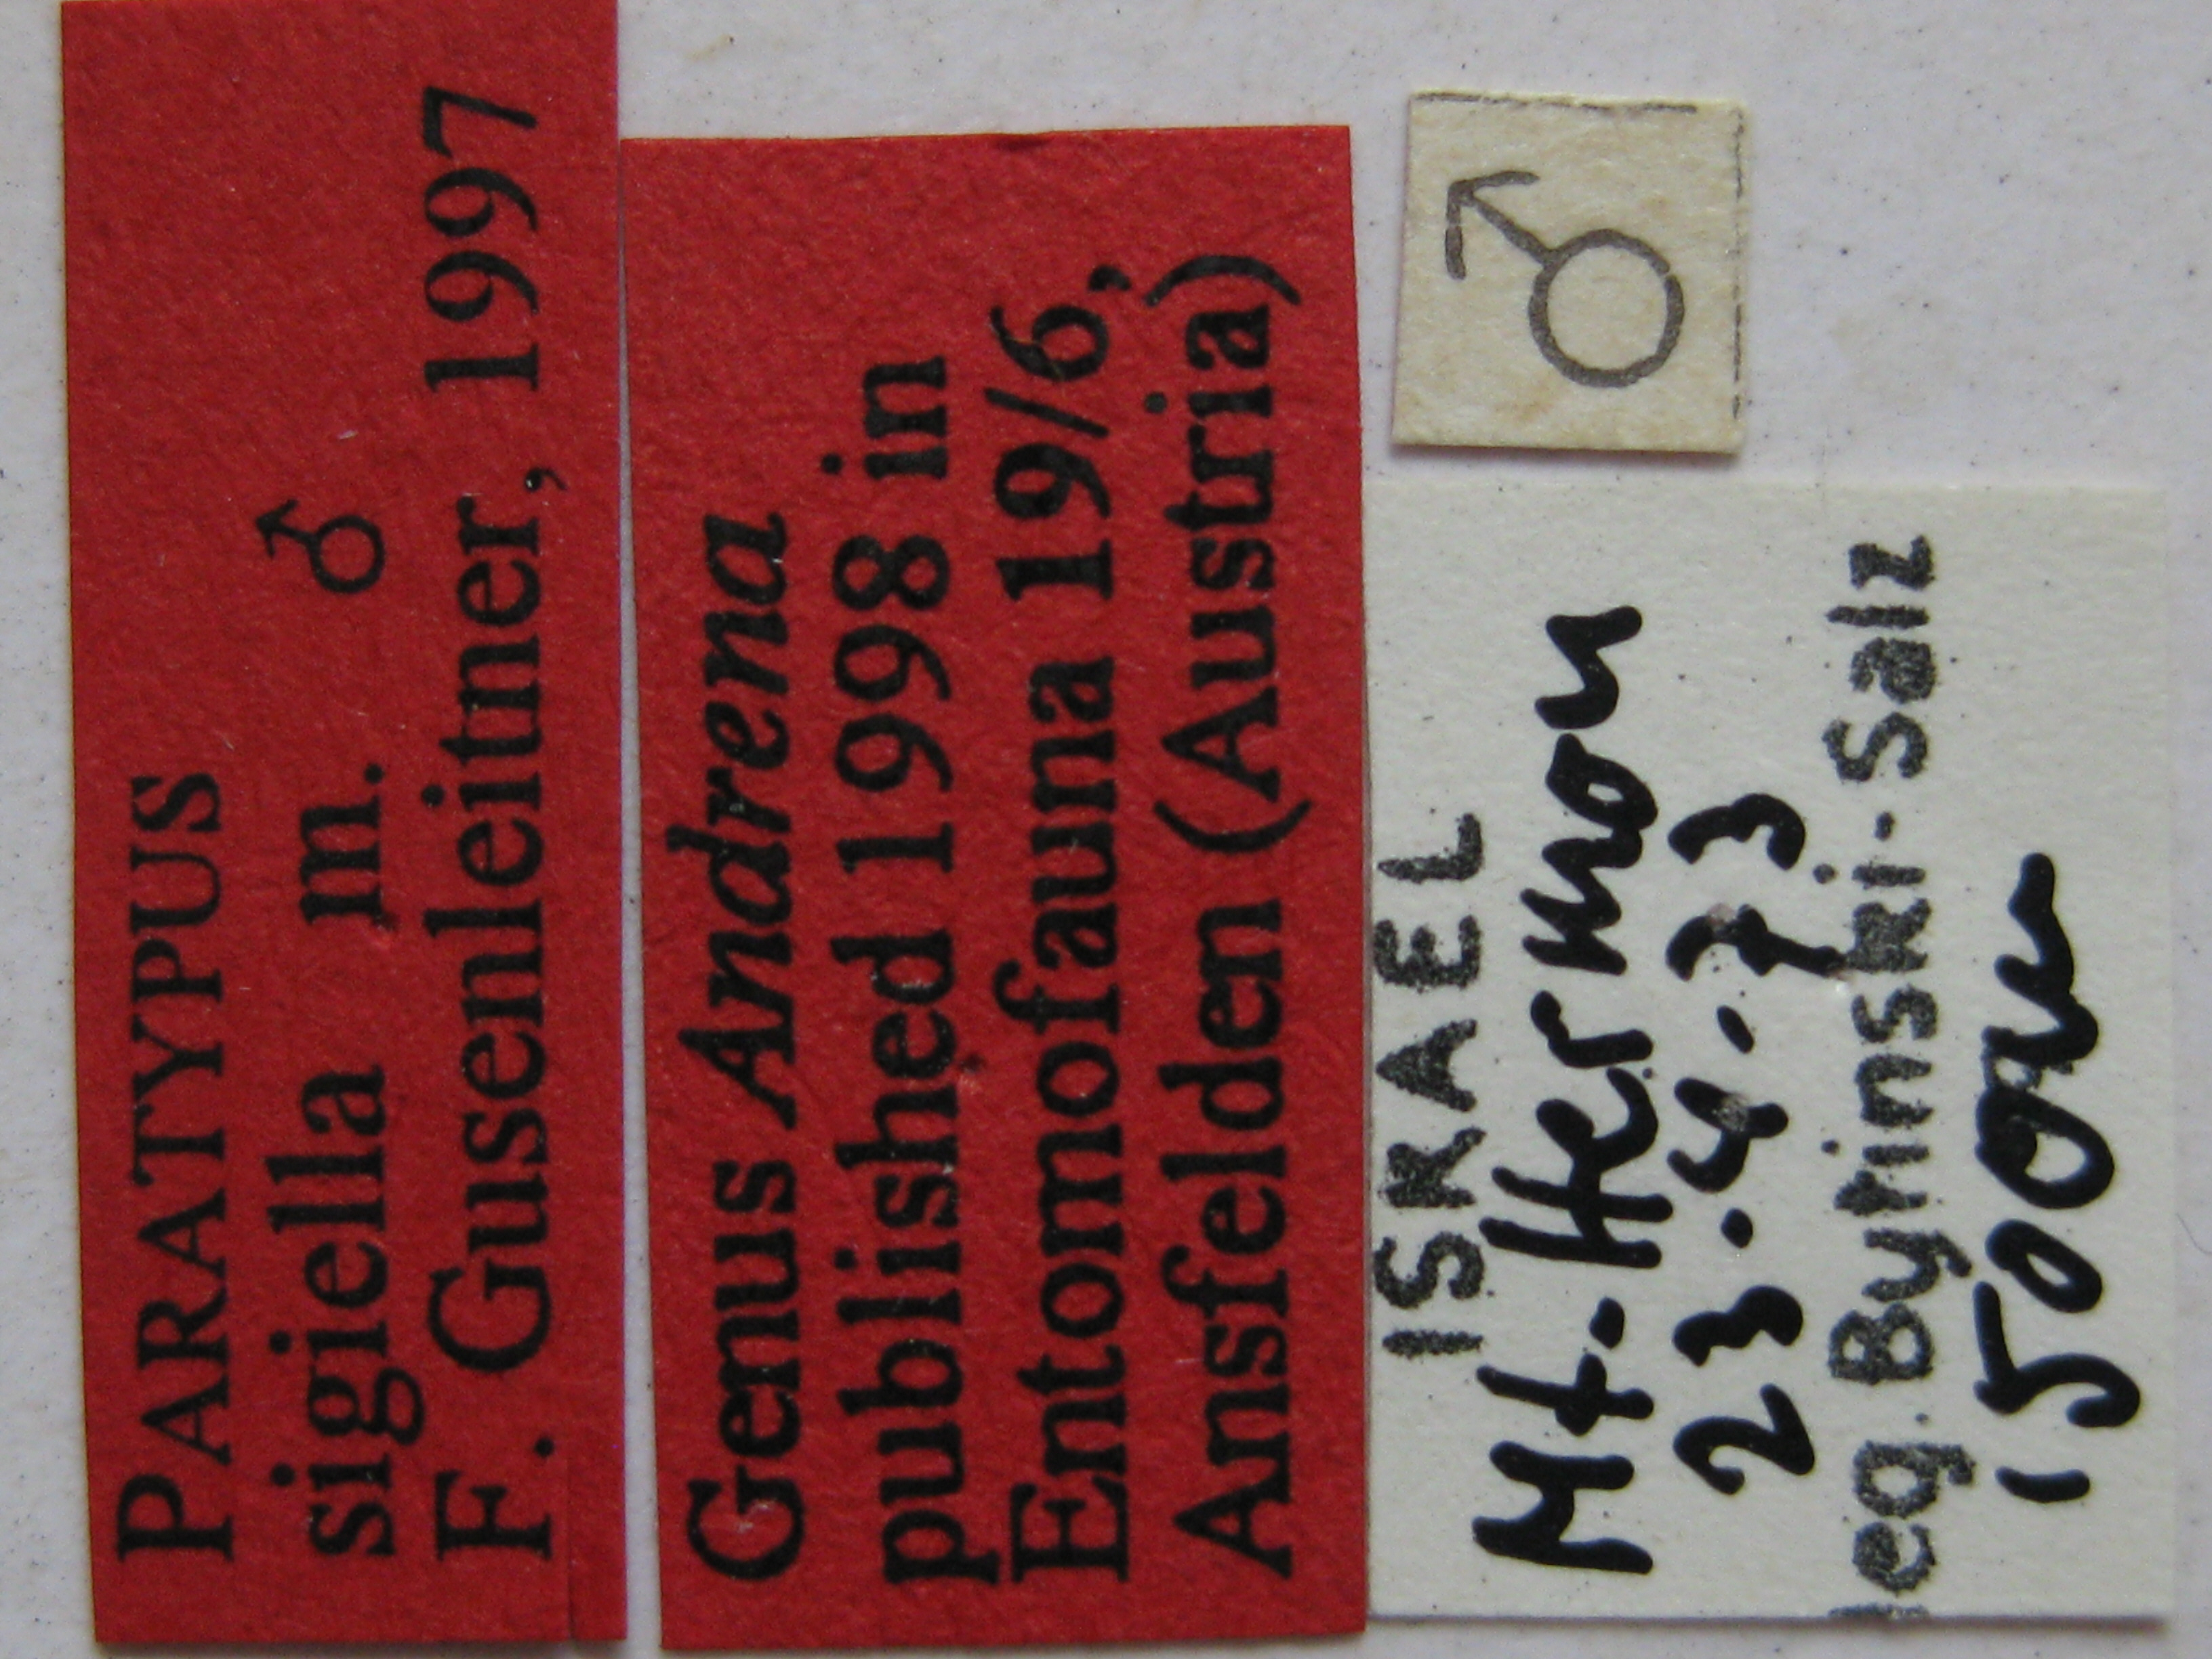 PARATYPUS
sigiella m. ♂
F. Gusenleitner, 1997
Genus Andrena
published 1998 in
Entomofauna 19/6,
Ansfelden (Austria)
♂
ISRAEL
Mt. Hermon
23.4.73
leg. Bytinski-Salz
1500m